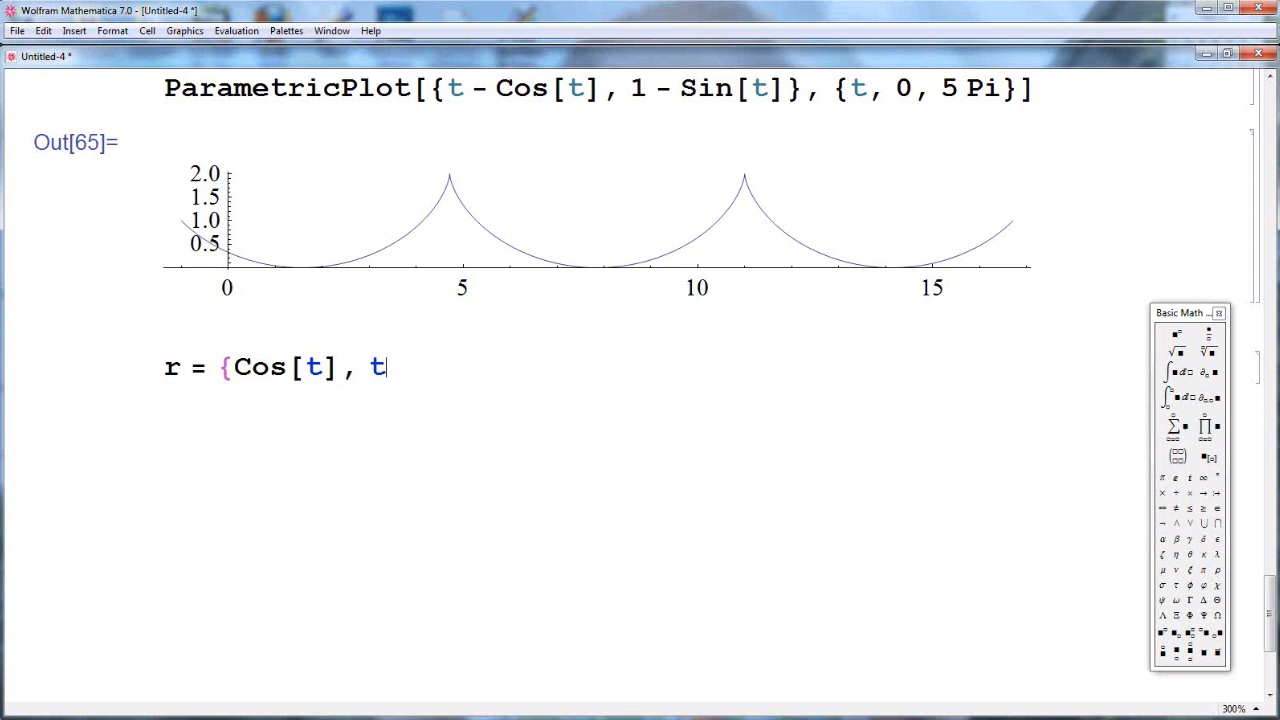 Wolfram Mathematica 7.0 - [Untitled-4 *]
File Edit Insert Format Cell Graphics Evaluation Palettes Window Help
Untitled-4 *
ParametricPlot[{t - Cos[t], 1 - Sin[t]}, {t, 0, 5 Pi}]
Out[65]=
2.0
1.5
1.0
0.5
0 5 10 15
r = {Cos[t], t
Basic Math ...
π e i ∞ °
× ÷ × → :→
== ≠ ≤ ≥ ∈
¬ ∧ ∨ ∪ ∩
α β γ δ ϵ
ζ η θ κ λ
μ ν ξ π ρ
σ τ ϕ φ χ
ψ ω Γ Δ Θ
Λ Ξ Φ Ψ Ω
300%